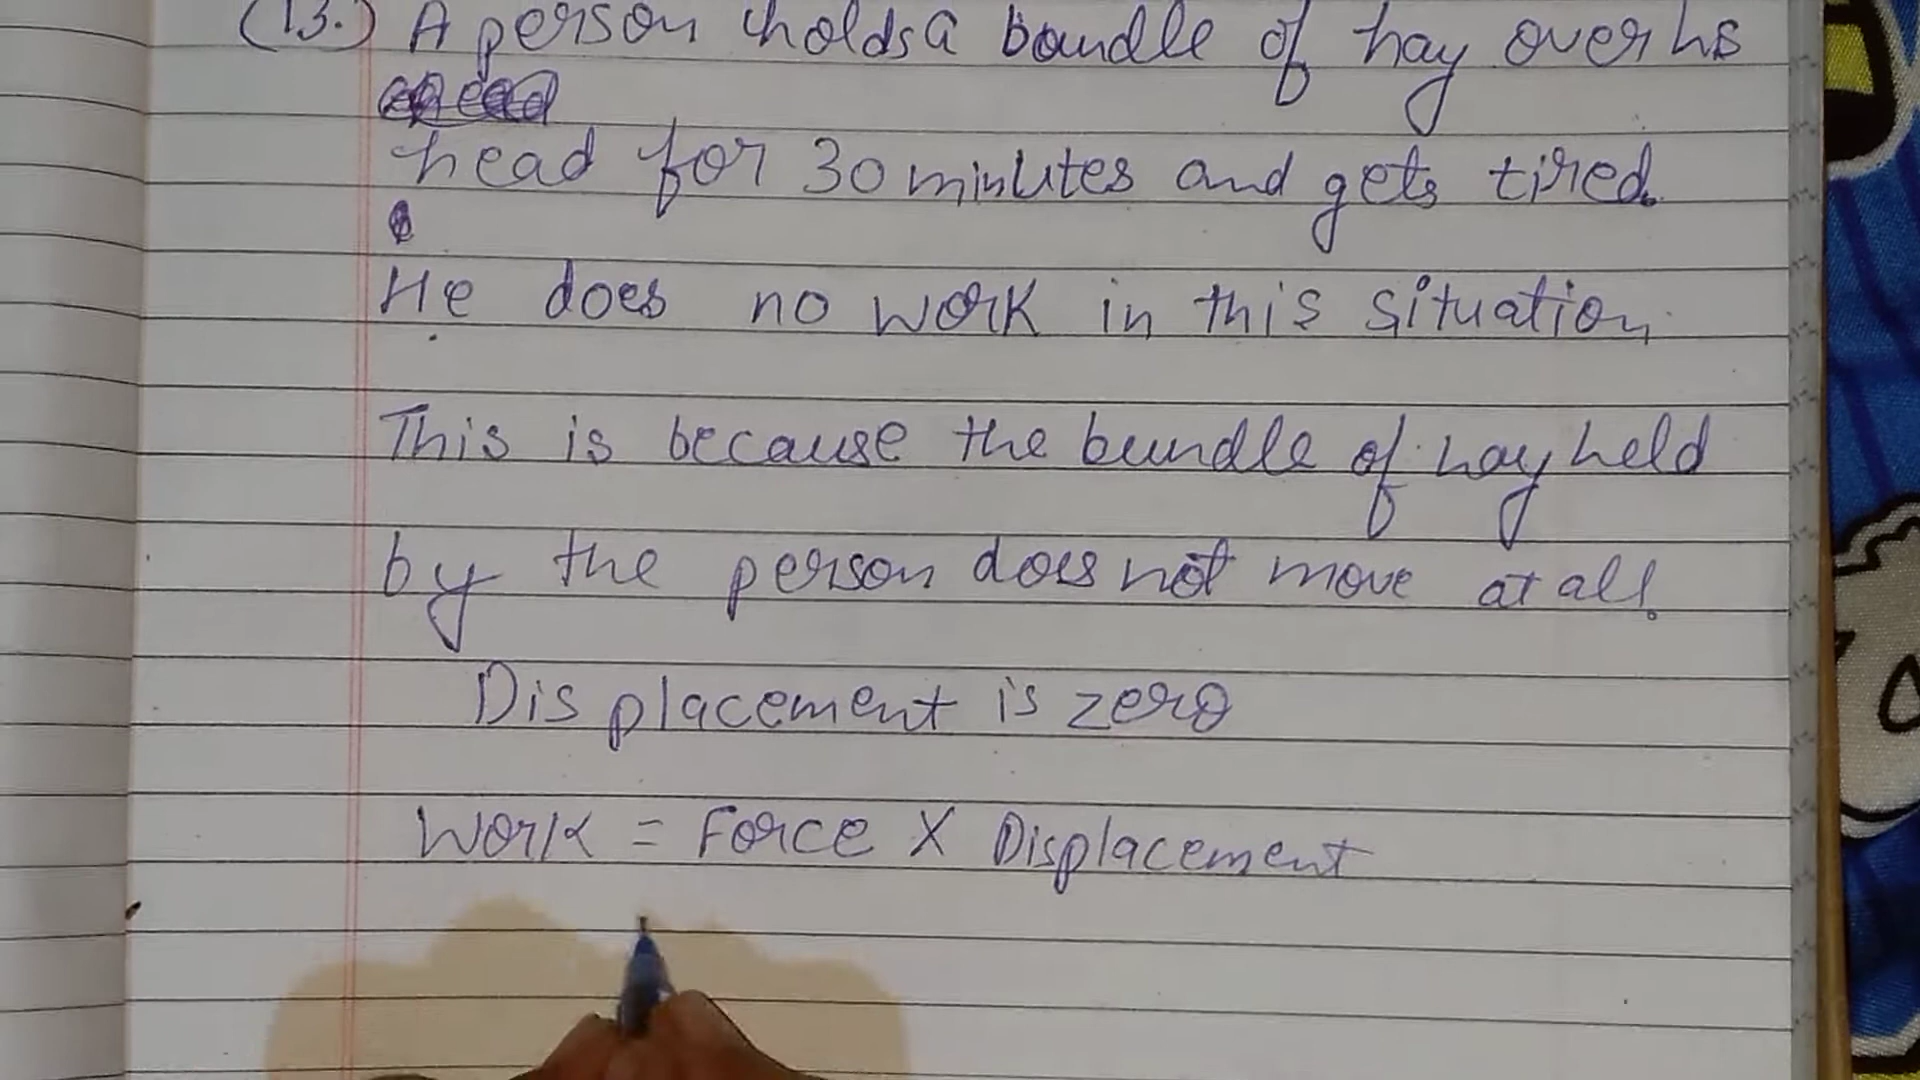 (13.) A person holds a boundle of hay over his
head for 30 minutes and gets tired.
He does no work in this situation
This is because the bundle of hay held
by the person does not move at all.
Displacement is zero
Work = Force X Displacement